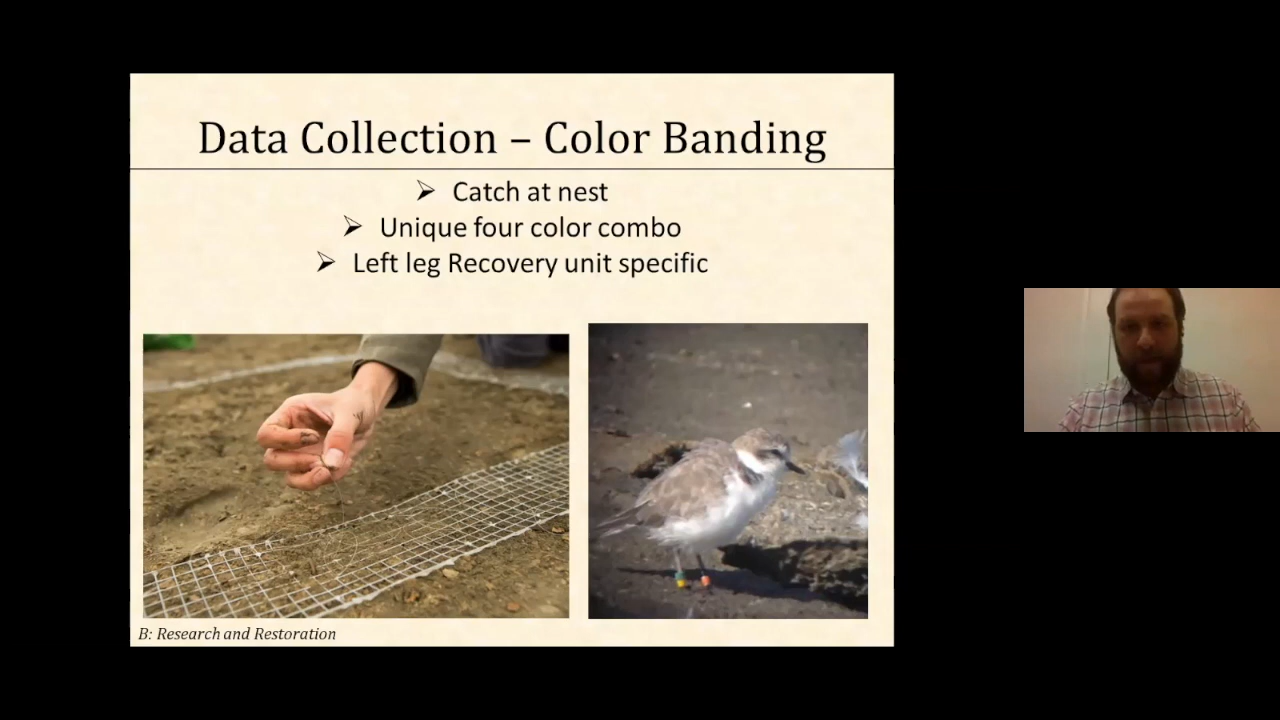 Data Collection – Color Banding
➢ Catch at nest
➢ Unique four color combo
➢ Left leg Recovery unit specific
B: Research and Restoration